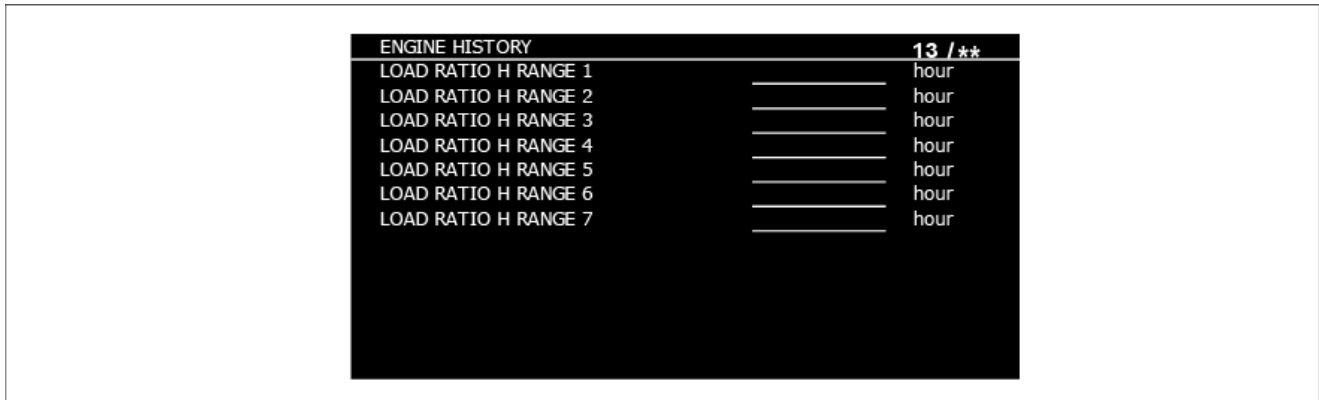 ENGINE HISTORY 13 /**
LOAD RATIO H RANGE 1 hour
LOAD RATIO H RANGE 2 hour
LOAD RATIO H RANGE 3 hour
LOAD RATIO H RANGE 4 hour
LOAD RATIO H RANGE 5 hour
LOAD RATIO H RANGE 6 hour
LOAD RATIO H RANGE 7 hour